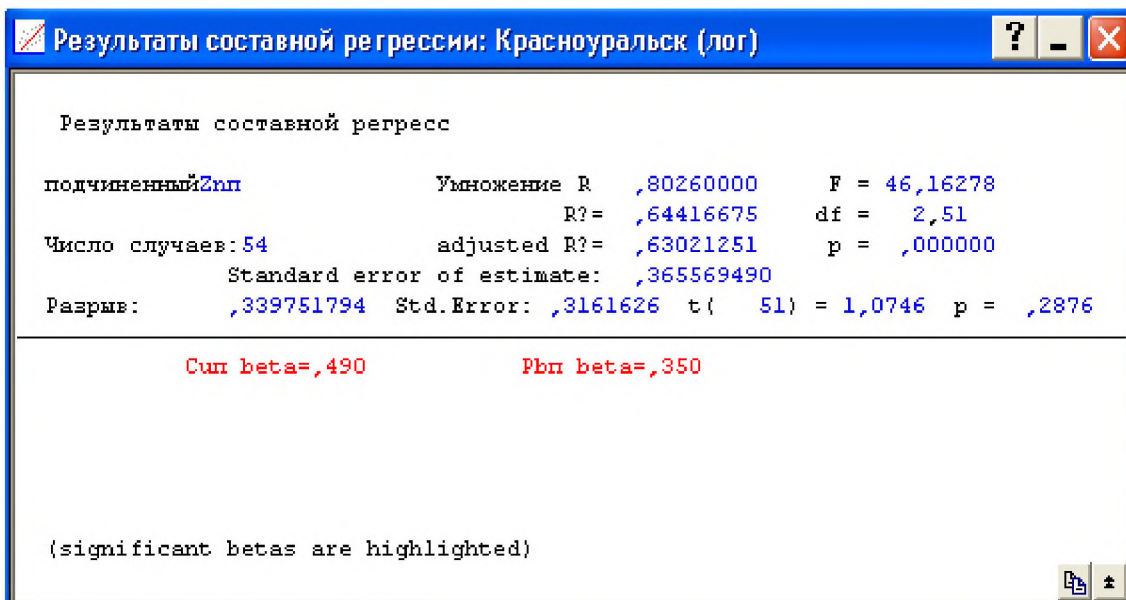 Результаты составной регрессии: Красноуральск (лог)
Результаты составной регресс
подчиненныйZnп Умножение R ,80260000 F = 46,16278
R?= ,64416675 df = 2,51
Число случаев:54 adjusted R?= ,63021251 p = ,000000
Standard error of estimate: ,365569490
Разрыв: ,339751794 Std.Error: ,3161626 t( 51) = 1,0746 p = ,2876
Cuп beta=,490 Pbп beta=,350
(significant betas are highlighted)